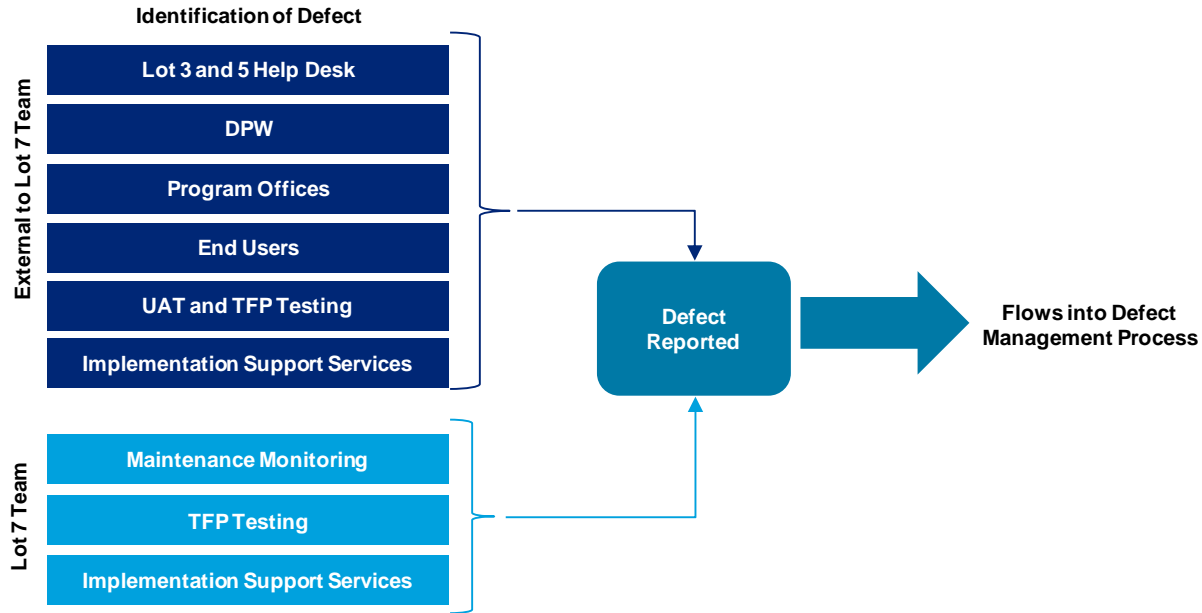 Identification of Defect
External to Lot 7 Team
Lot 3 and 5 Help Desk
DPW
Program Offices
End Users
UAT and TFP Testing
Implementation Support Services
Lot 7 Team
Maintenance Monitoring
TFP Testing
Implementation Support Services
Defect
Reported
Flows into Defect
Management Process